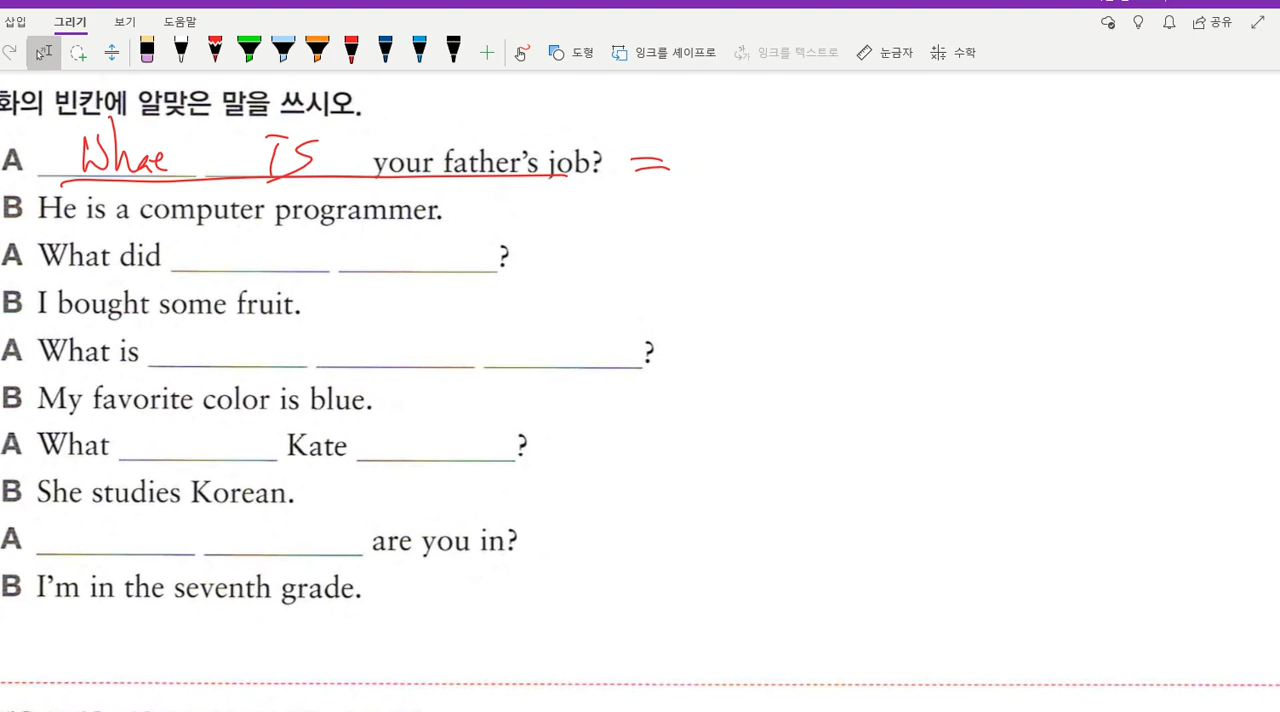 삽입 그리기 보기 도움말 공유
도형 잉크를 셰이프로 잉크를 텍스트로 눈금자 수학
화의 빈칸에 알맞은 말을 쓰시오.
A What IS your father's job? =
B He is a computer programmer.
A What did ?
B I bought some fruit.
A What is ?
B My favorite color is blue.
A What Kate ?
B She studies Korean.
A are you in?
B I'm in the seventh grade.